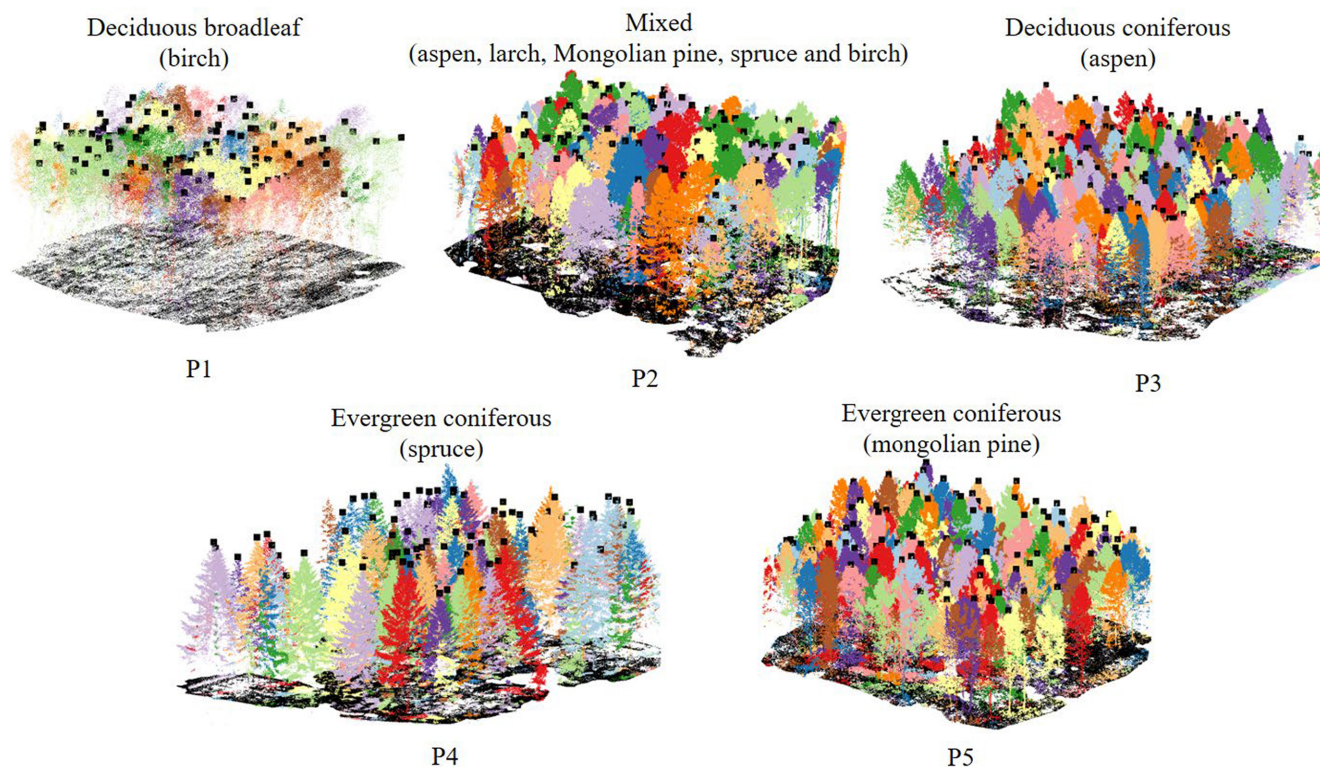 Deciduous broadleaf
(birch)
Mixed
(aspen, larch, Mongolian pine, spruce and birch)
Deciduous coniferous
(aspen)
P1
P2
P3
Evergreen coniferous
(spruce)
Evergreen coniferous
(mongolian pine)
P4
P5